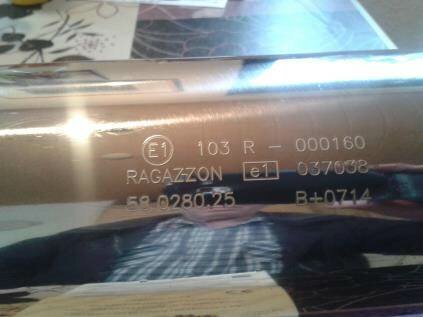 E1 103 R - 000160
RAGAZZON e1 037038
58.0280.25 B+0714